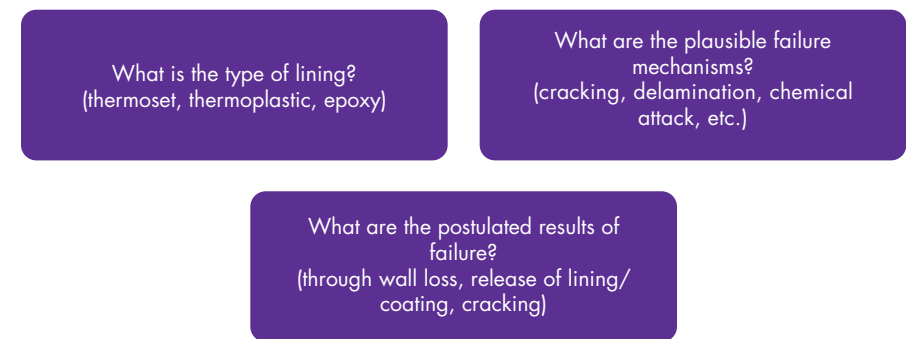 What is the type of lining?
(thermoset, thermoplastic, epoxy)
What are the plausible failure
mechanisms?
(cracking, delamination, chemical
attack, etc.)
What are the postulated results of
failure?
(through wall loss, release of lining/
coating, cracking)